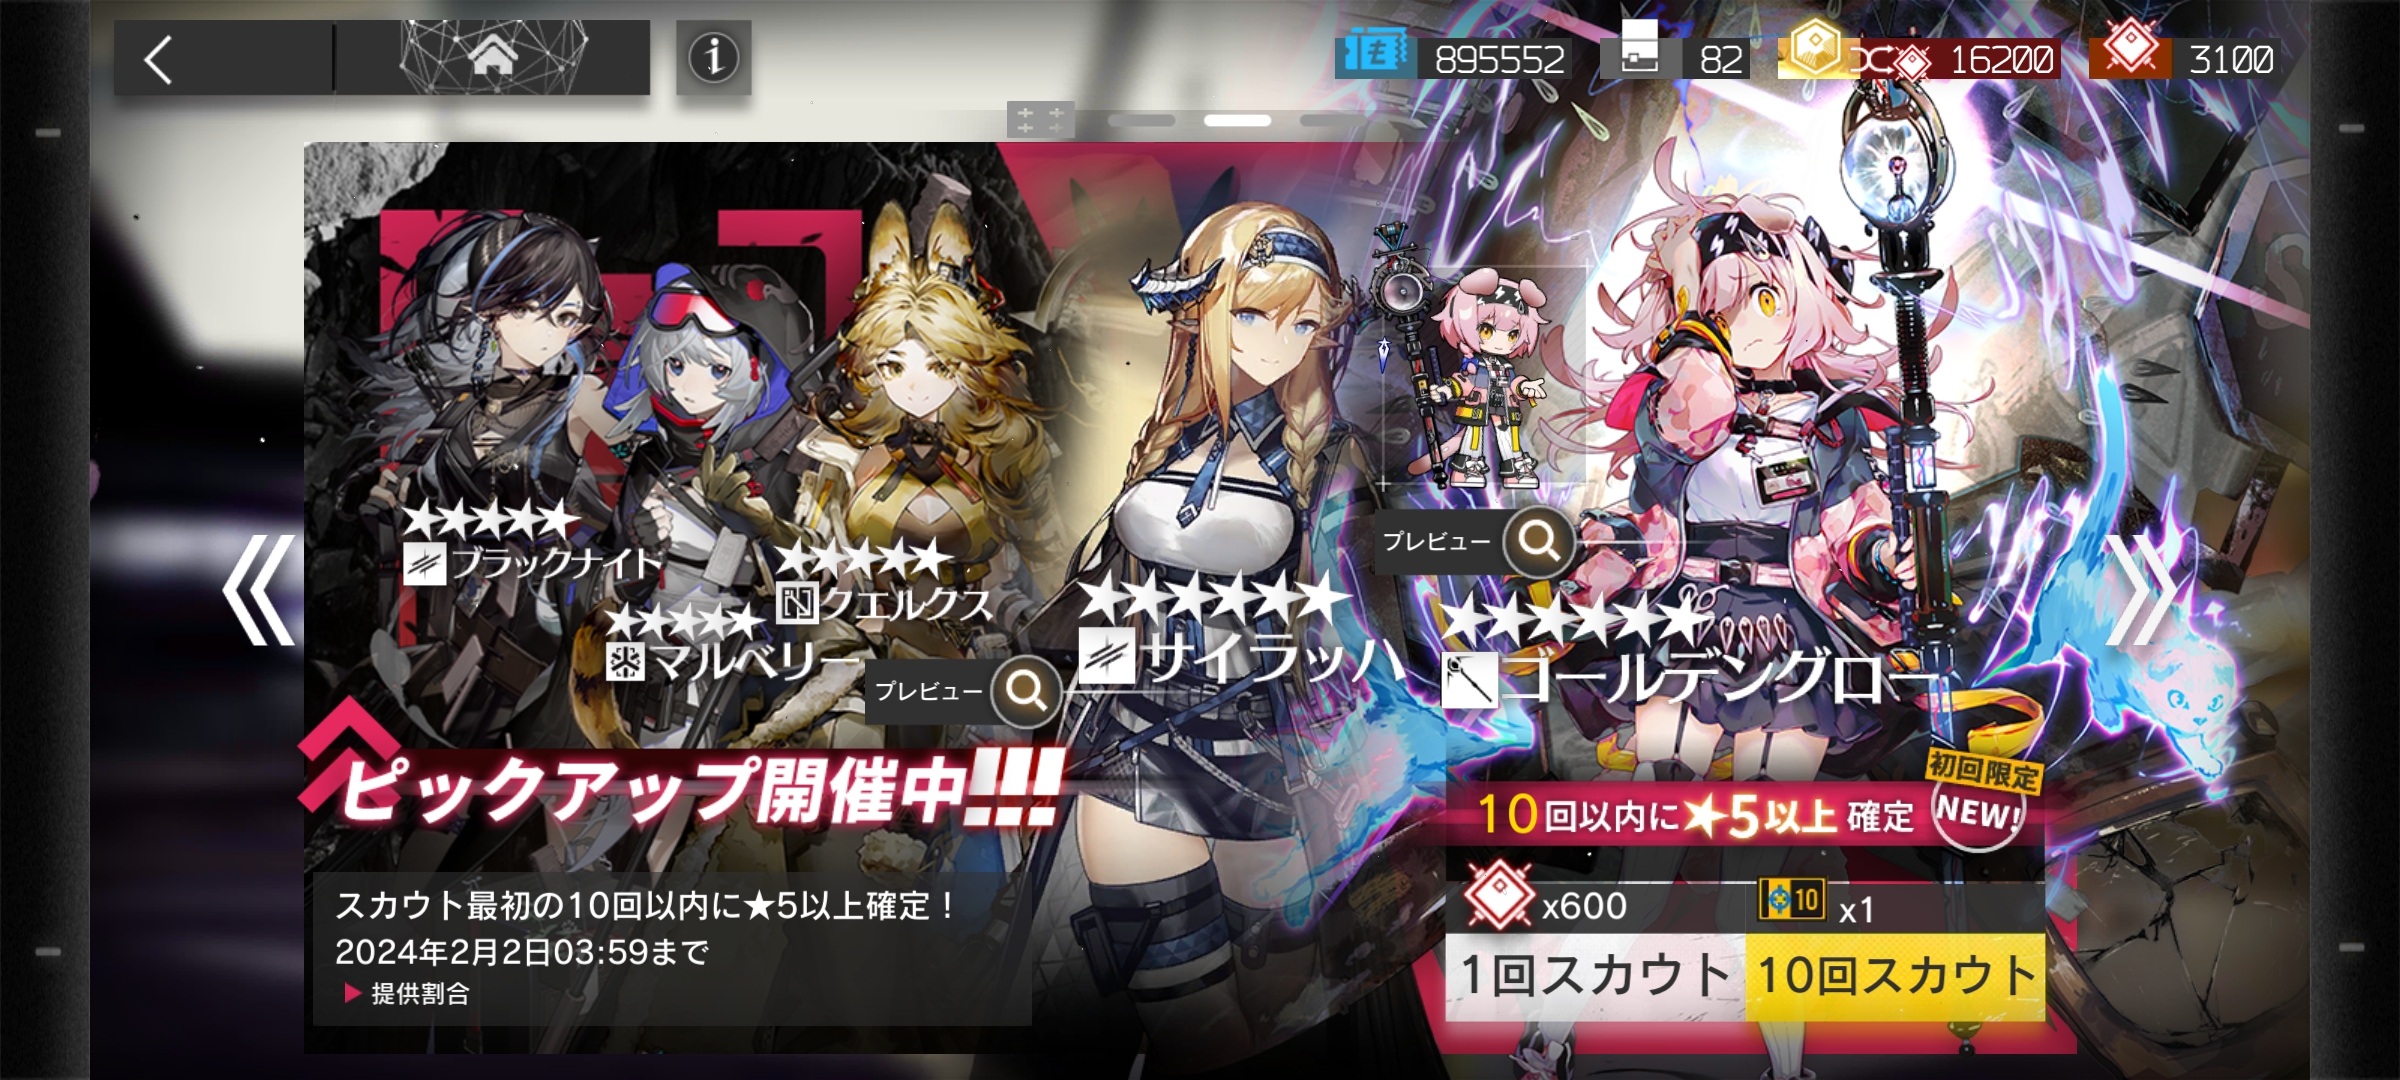 895552
82
16200
3100
プレビュー
ブラックナイト
クエルクス
マルベリー
プレビュー
サイラッハ
ゴールデングロー
ピックアップ開催中!!!
初回限定
10回以内に★5以上確定
NEW!
スカウト最初の10回以内に★5以上確定！
2024年2月2日03:59まで
提供割合
x600
10
x1
1回スカウト
10回スカウト